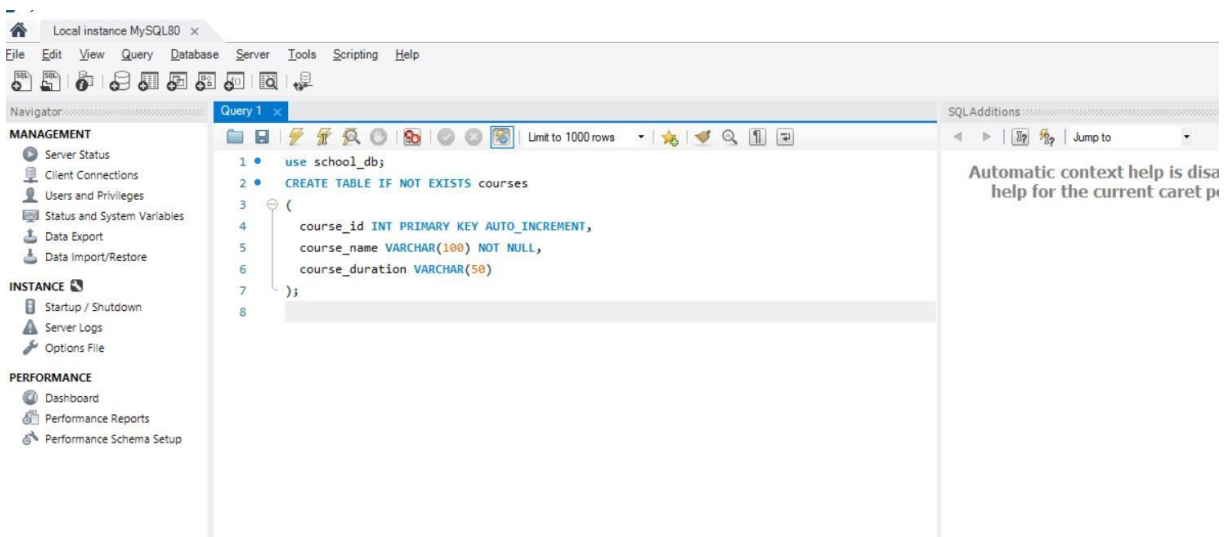 Local instance MySQL80
File Edit View Query Database Server Tools Scripting Help
Navigator
MANAGEMENT
Server Status
Client Connections
Users and Privileges
Status and System Variables
Data Export
Data Import/Restore
INSTANCE
Startup / Shutdown
Server Logs
Options File
PERFORMANCE
Dashboard
Performance Reports
Performance Schema Setup
Query 1
Limit to 1000 rows
1 use school_db;
2 CREATE TABLE IF NOT EXISTS courses
3 (
4 course_id INT PRIMARY KEY AUTO_INCREMENT,
5 course_name VARCHAR(100) NOT NULL,
6 course_duration VARCHAR(50)
7 );
8
SQLAdditions
Jump to
Automatic context help is disa
help for the current caret p